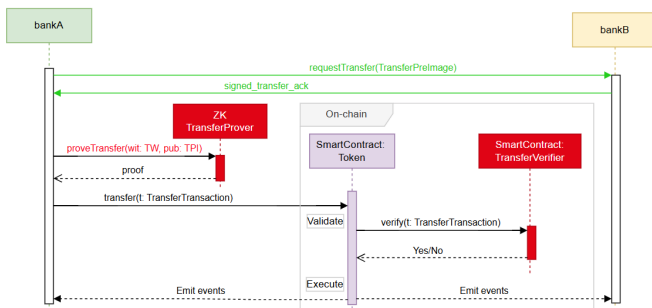 bankA
bankB
requestTransfer(TransferPreImage)
signed_transfer_ack
ZK
TransferProver
On-chain
SmartContract:
Token
SmartContract:
TransferVerifier
proveTransfer(wit: TW, pub: TPI)
proof
transfer(t: TransferTransaction)
Validate
verify(t: TransferTransaction)
Yes/No
Execute
Emit events
Emit events